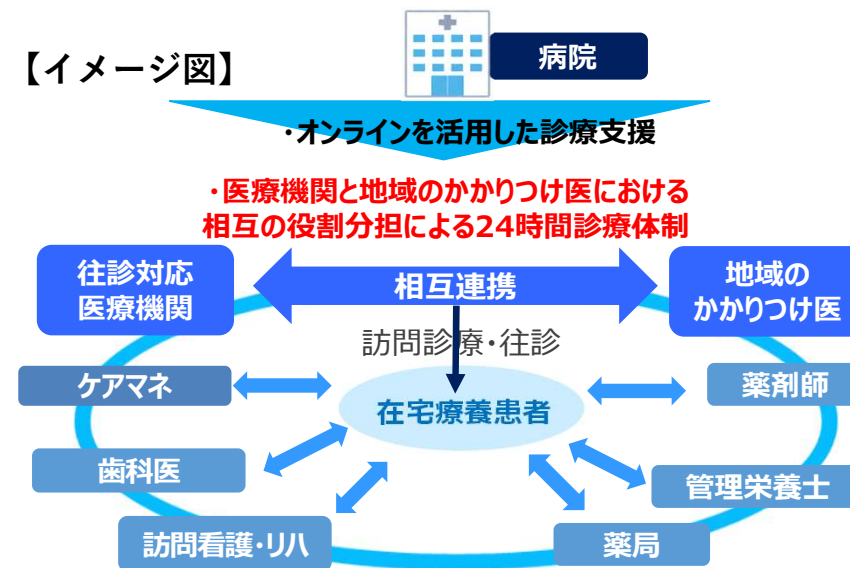 【イメージ図】
病院
・オンラインを活用した診療支援
・医療機関と地域のかかりつけ医における
相互の役割分担による24時間診療体制
往診対応
医療機関
相互連携
地域の
かかりつけ医
訪問診療・往診
ケアマネ
在宅療養患者
薬剤師
歯科医
管理栄養士
訪問看護・リハ
薬局